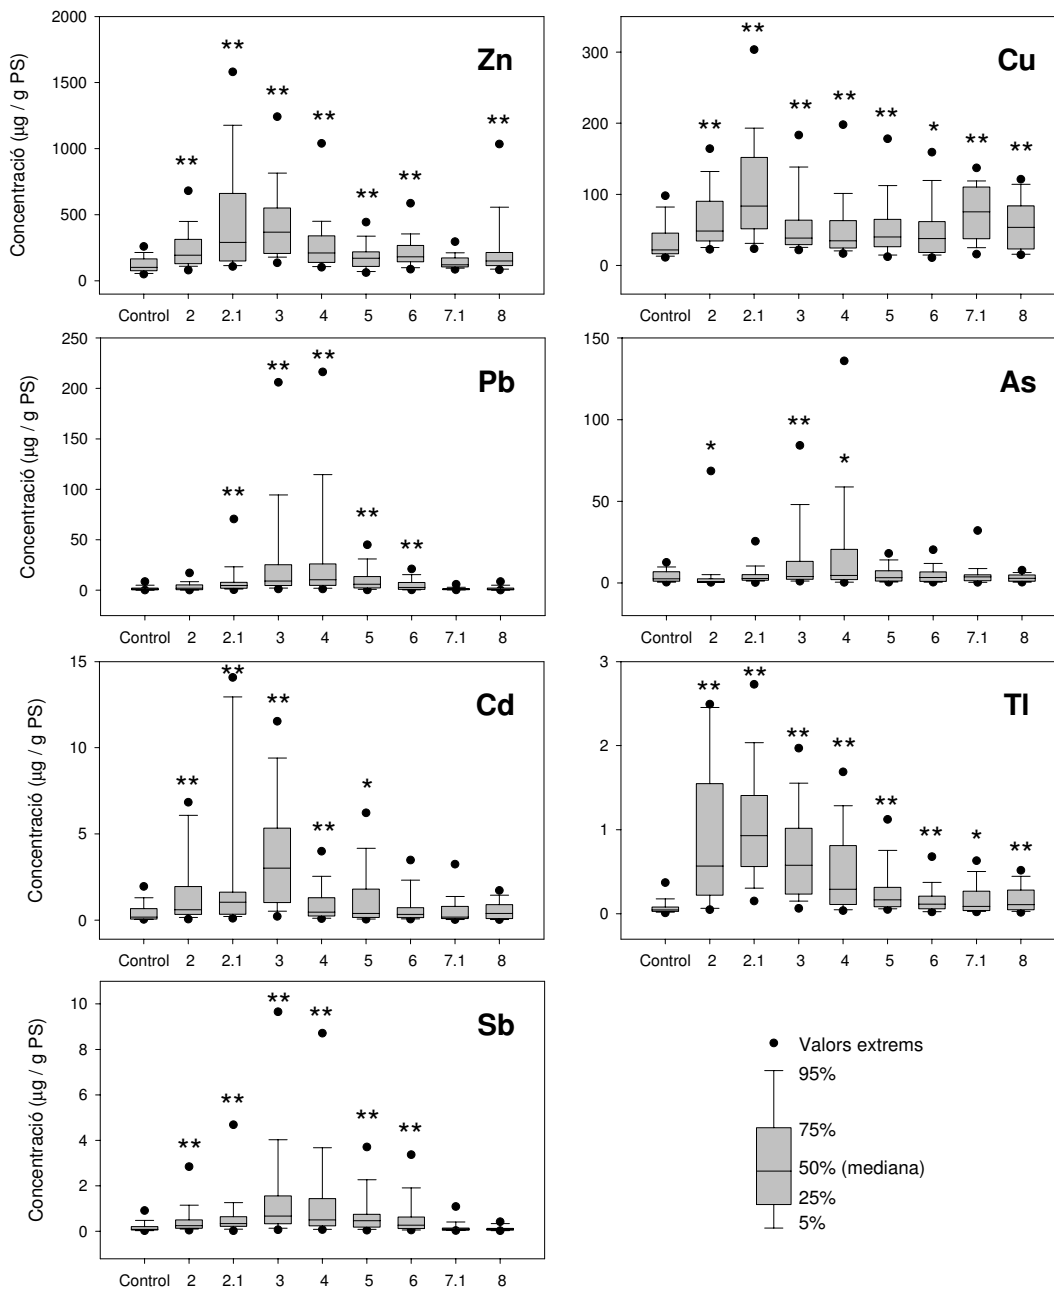 Zn
Concentració (µg / g PS)
2000
1500
1000
500
0
** ** ** ** ** ** **
Control 2 2.1 3 4 5 6 7.1 8
Cu
300
200
100
0
** ** ** ** ** * ** **
Control 2 2.1 3 4 5 6 7.1 8
Pb
Concentració (µg / g PS)
250
200
150
100
50
0
** ** ** ** **
Control 2 2.1 3 4 5 6 7.1 8
As
150
100
50
0
* ** *
Control 2 2.1 3 4 5 6 7.1 8
Cd
Concentració (µg / g PS)
15
10
5
0
** ** ** ** *
Control 2 2.1 3 4 5 6 7.1 8
Tl
3
2
1
0
** ** ** ** ** ** * **
Control 2 2.1 3 4 5 6 7.1 8
Sb
Concentració (µg / g PS)
10
8
6
4
2
0
** ** ** ** ** **
Control 2 2.1 3 4 5 6 7.1 8
Valors extrems
95%
75%
50% (mediana)
25%
5%